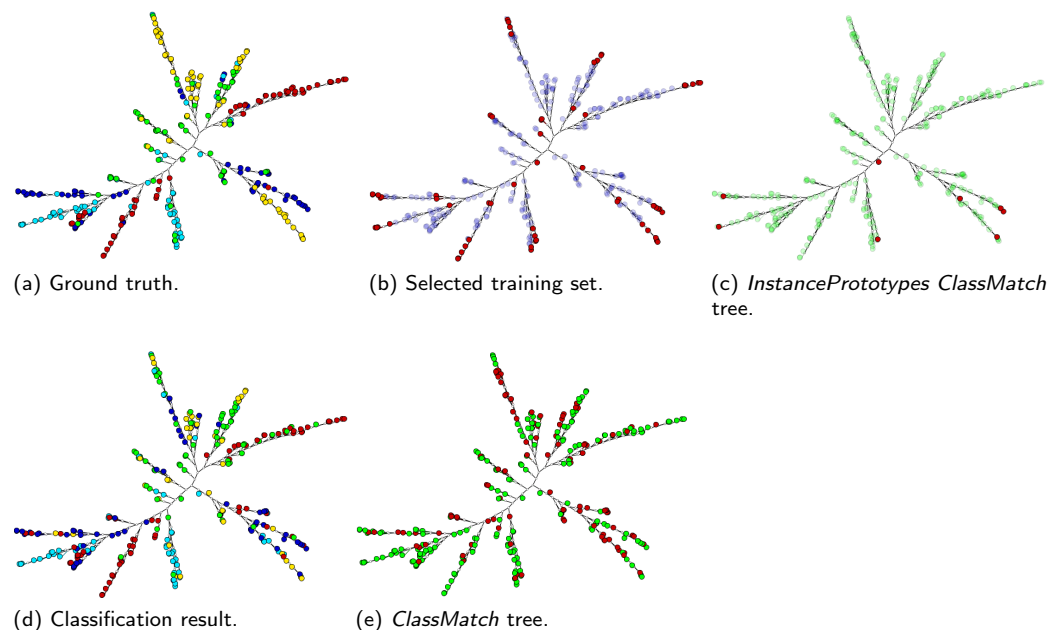 (a) Ground truth.
(b) Selected training set.
(c) InstancePrototypes ClassMatch
tree.
(d) Classification result.
(e) ClassMatch tree.